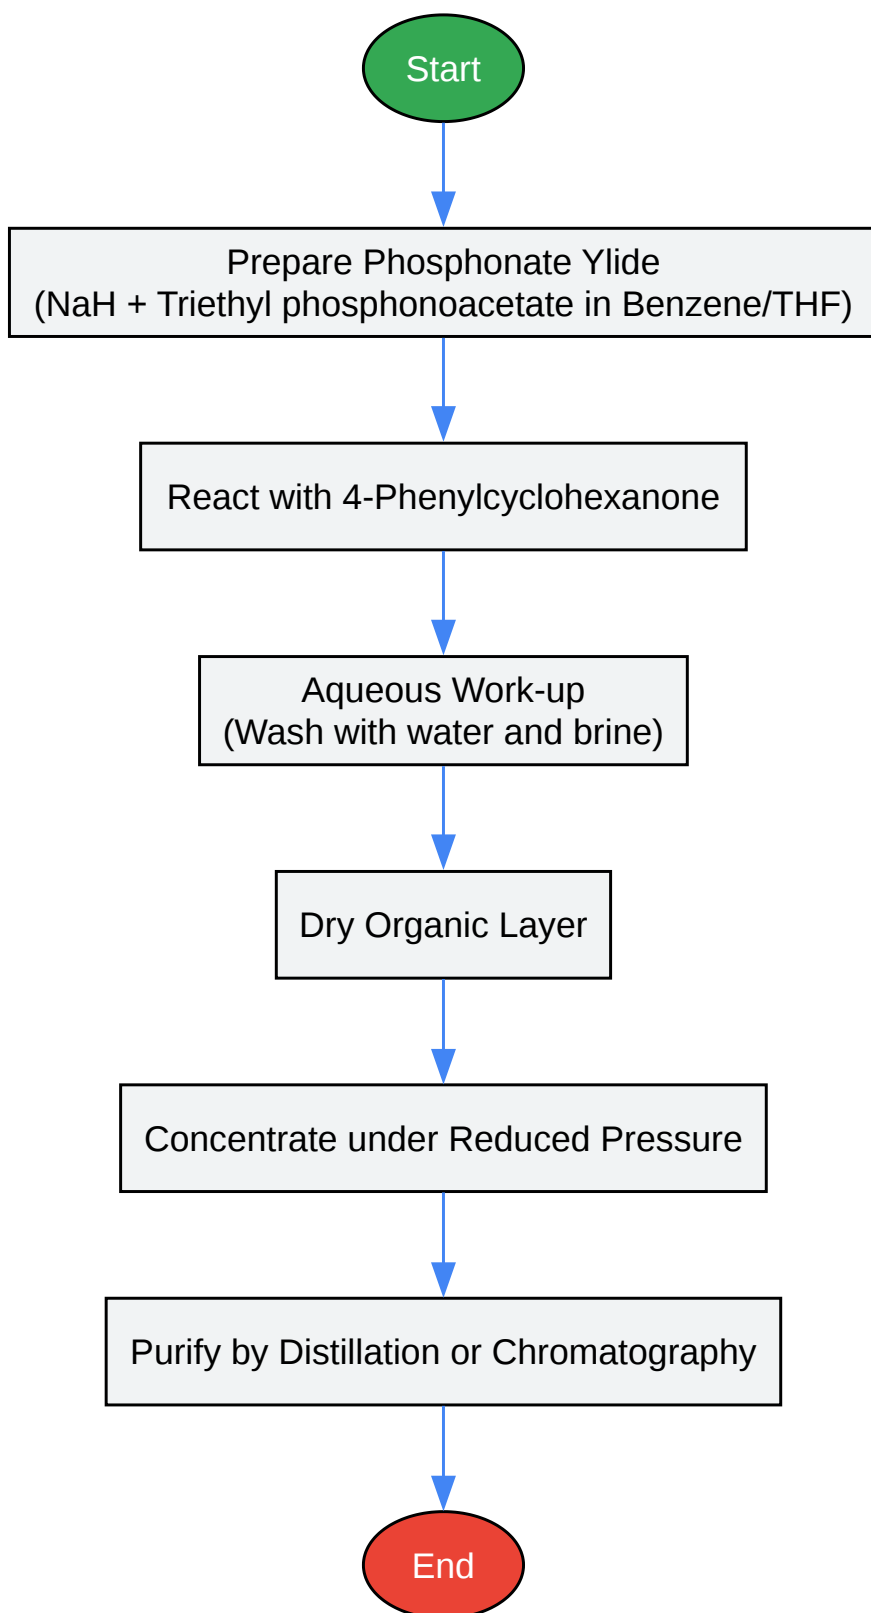 Start
Prepare Phosphonate Ylide
(NaH + Triethyl phosphonoacetate in Benzene/THF)
React with 4-Phenylcyclohexanone
Aqueous Work-up
(Wash with water and brine)
Dry Organic Layer
Concentrate under Reduced Pressure
Purify by Distillation or Chromatography
End